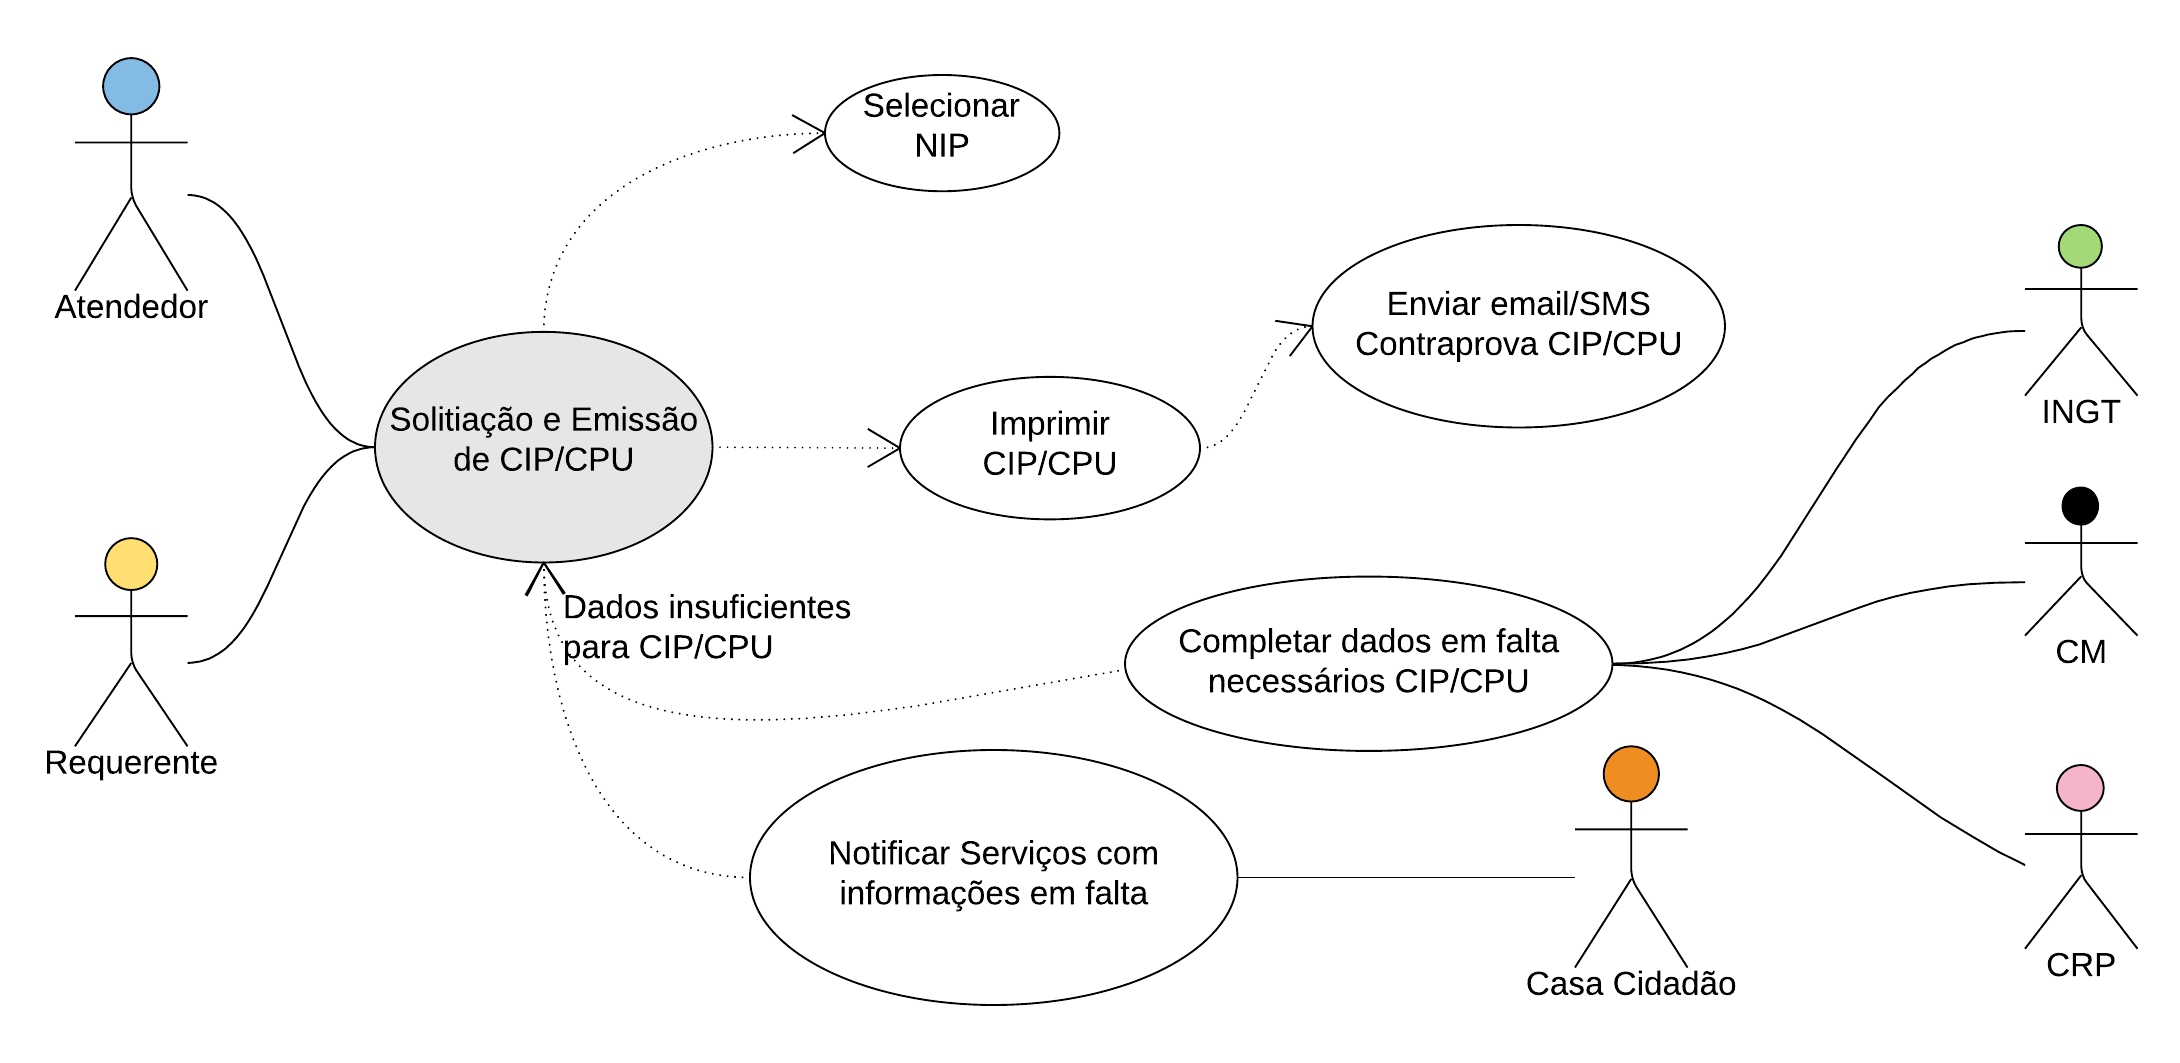 Atendedor
Selecionar
NIP
Enviar email/SMS
Contraprova CIP/CPU
INGT
Solitiação e Emissão
de CIP/CPU
Imprimir
CIP/CPU
CM
Requerente
Dados insuficientes
para CIP/CPU
Completar dados em falta
necessários CIP/CPU
Notificar Serviços com
informações em falta
Casa Cidadão
CRP